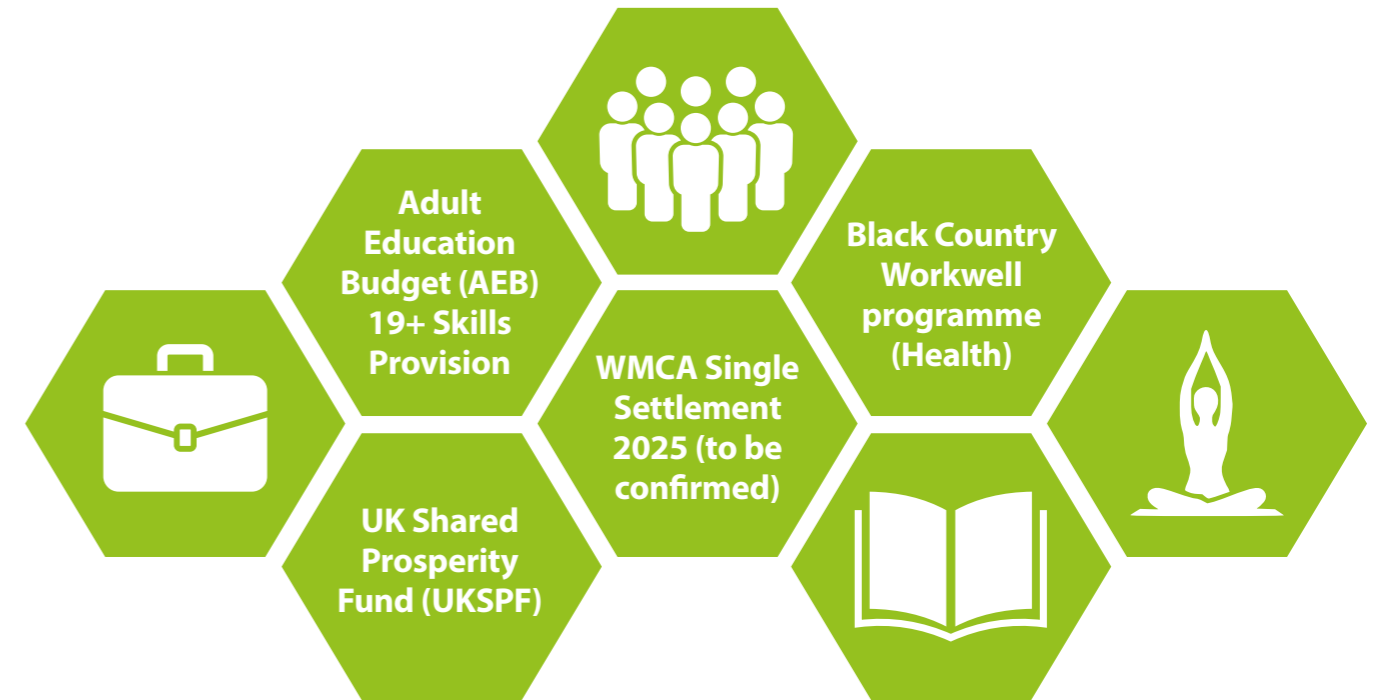 Adult
Education
Budget (AEB)
19+ Skills
Provision
Black Country
Workwell
programme
(Health)
WMCA Single
Settlement
2025 (to be
confirmed)
UK Shared
Prosperity
Fund (UKSPF)